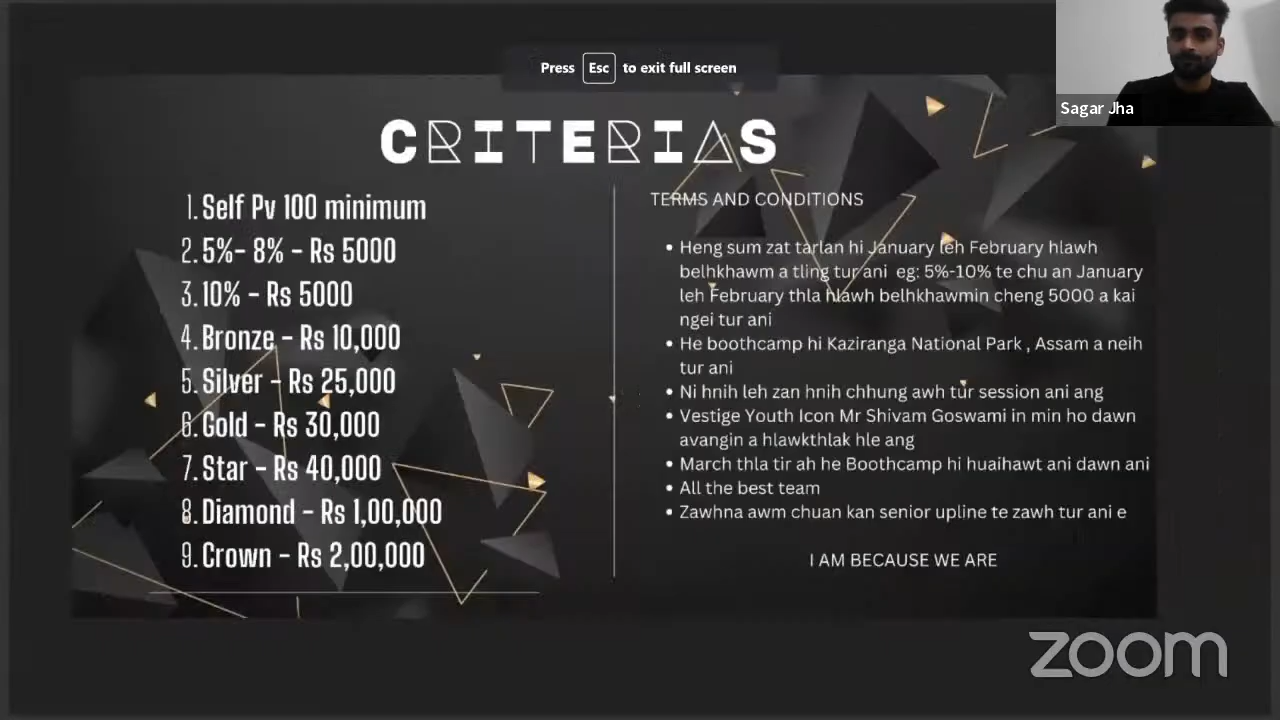 Press Esc to exit full screen
Sagar Jha
CRITERIAS
1. Self Pv 100 minimum
2. 5%- 8% - Rs 5000
3. 10% - Rs 5000
4. Bronze - Rs 10,000
5. Silver - Rs 25,000
6. Gold - Rs 30,000
7. Star - Rs 40,000
8. Diamond - Rs 1,00,000
9. Crown - Rs 2,00,000
TERMS AND CONDITIONS
• Heng sum zat tarlan hi January leh February hlawh
belhkhawm a tling tur ani eg: 5%-10% te chu an January
leh February thla hlawh belhkhawmin cheng 5000 a kai
ngei tur ani
• He boothcamp hi Kaziranga National Park , Assam a neih
tur ani
• Ni hnih leh zan hnih chhung awh tur session ani ang
• Vestige Youth Icon Mr Shivam Goswami in min ho dawn
avangin a hlawkthlak hle ang
• March thla tir ah he Boothcamp hi huaihawt ani dawn ani
• All the best team
• Zawhna awm chuan kan senior upline te zawh tur ani e
I AM BECAUSE WE ARE
zoom